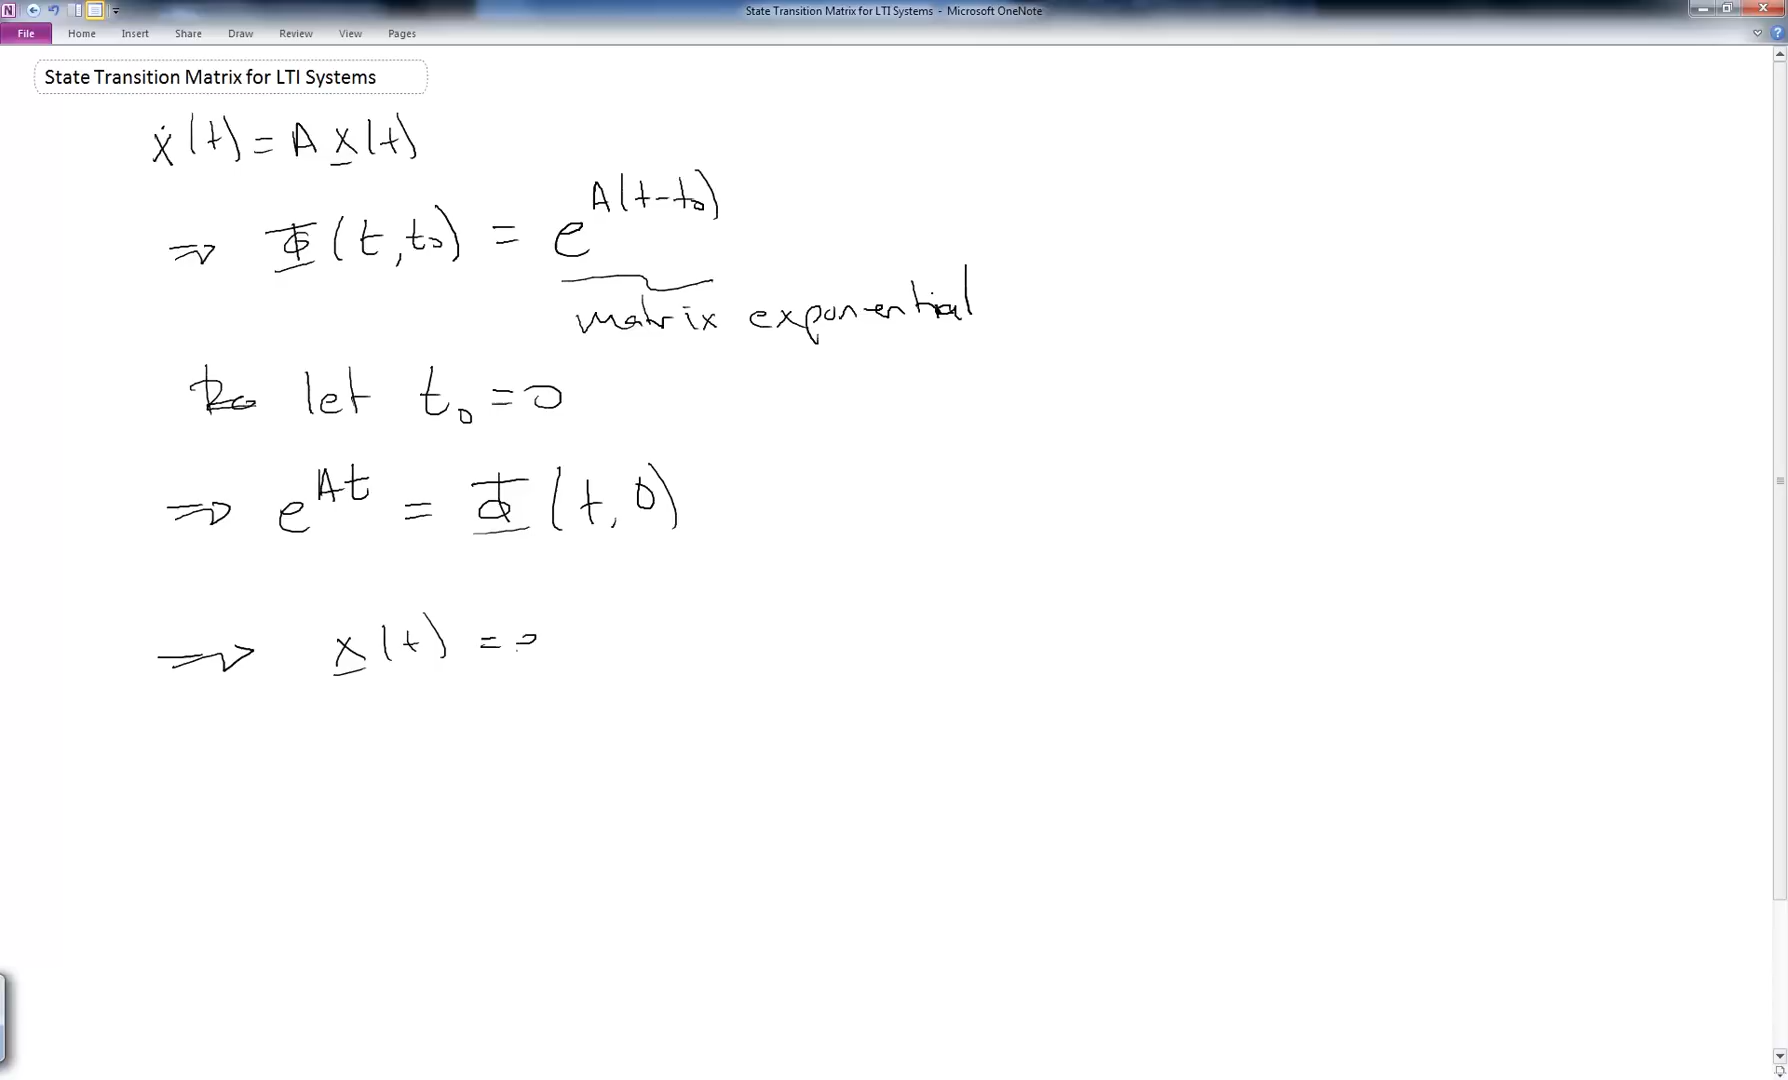 State Transition Matrix for LTI Systems - Microsoft OneNote
File Home Insert Share Draw Review View Pages
State Transition Matrix for LTI Systems
ẋ(t) = A x(t)
⇒ Φ(t, t₀) = e^{A(t-t₀)}
matrix exponential
let t₀ = 0
⇒ e^{At} = Φ(t, 0)
⇒ x(t) =